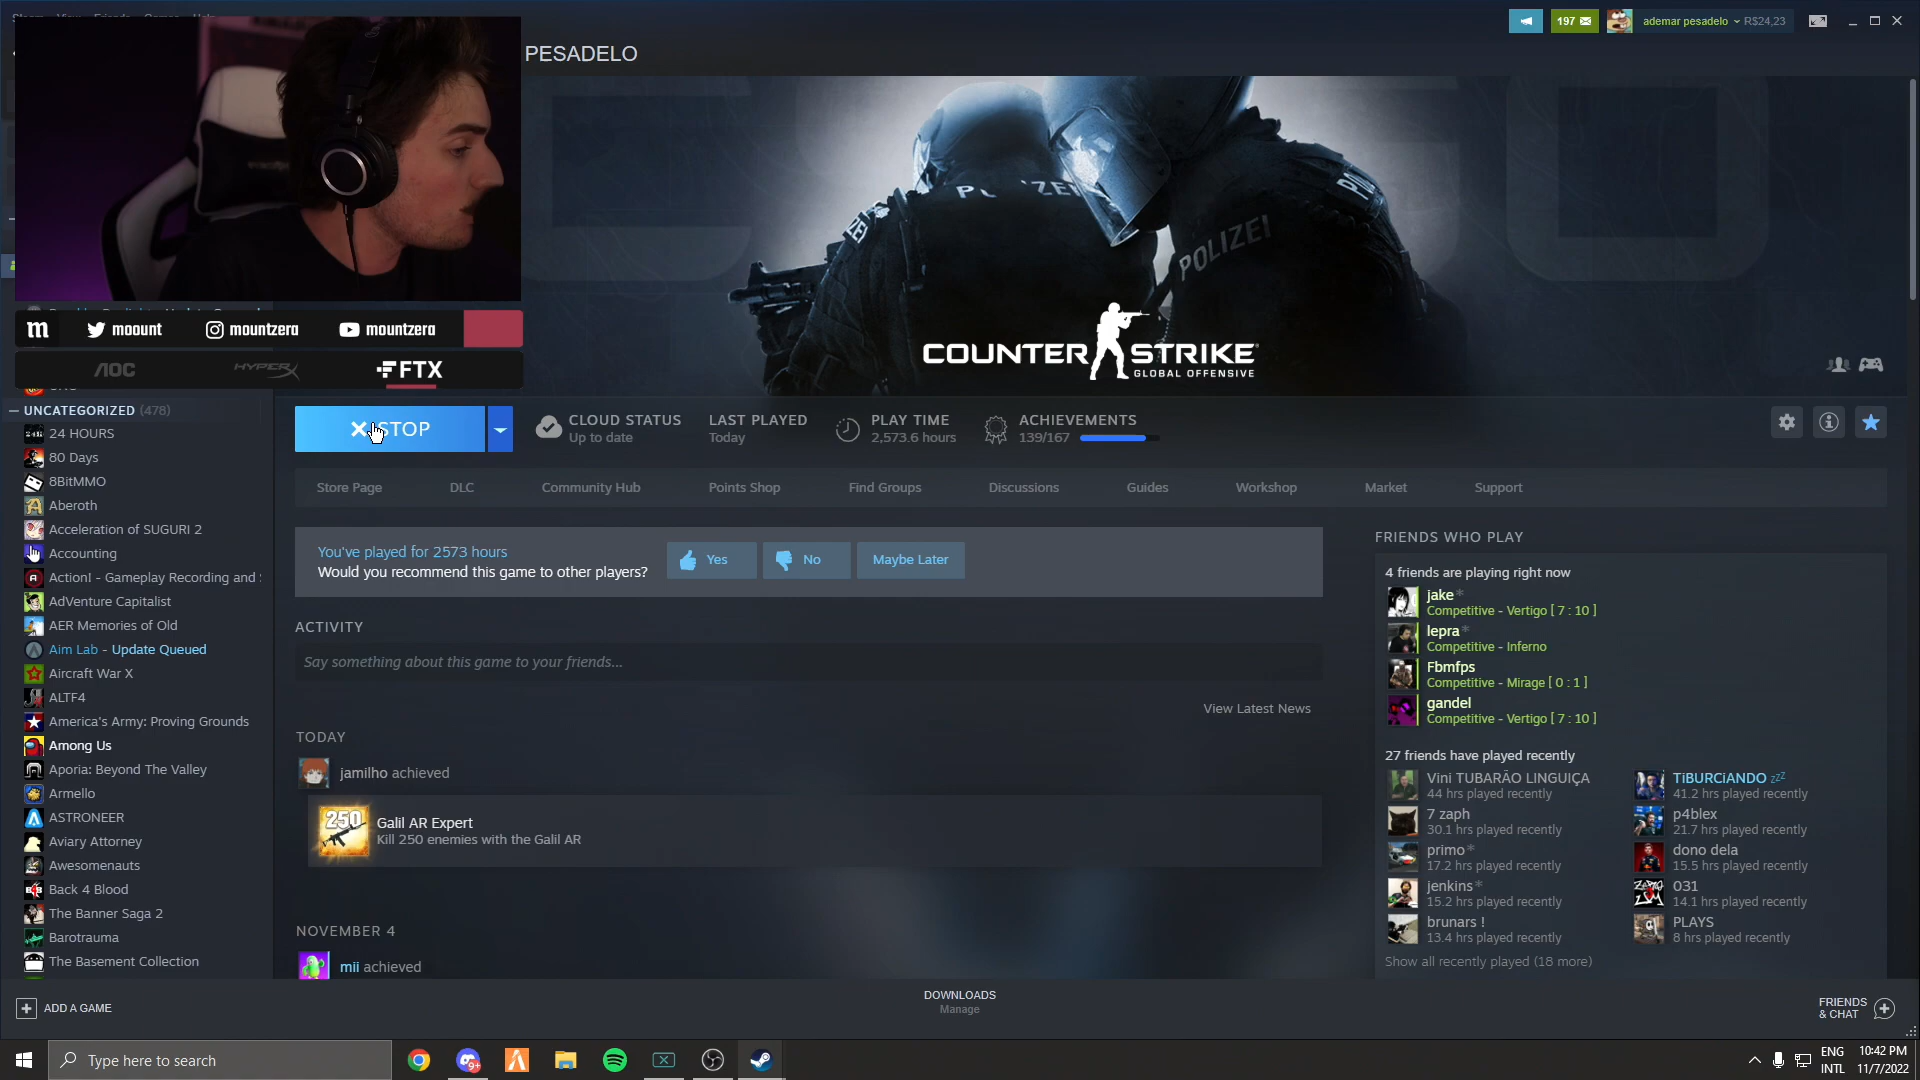 197
ademar pesadelo R$24,23
PESADELO
POLIZEI
POLIZEI
COUNTER STRIKE
GLOBAL OFFENSIVE
m moount mountzera mountzera
AOC HYPERX FTX
UNCATEGORIZED (478)
24 HOURS
80 Days
8BitMMO
Aberoth
Acceleration of SUGURI 2
Accounting
Action! - Gameplay Recording and
AdVenture Capitalist
AER Memories of Old
Aim Lab - Update Queued
Aircraft War X
ALTF4
America's Army: Proving Grounds
Among Us
Aporia: Beyond The Valley
Armello
ASTRONEER
Aviary Attorney
Awesomenauts
Back 4 Blood
The Banner Saga 2
Barotrauma
The Basement Collection
STOP
CLOUD STATUS
Up to date
LAST PLAYED
Today
PLAY TIME
2,573.6 hours
ACHIEVEMENTS
139/167
Store Page DLC Community Hub Points Shop Find Groups Discussions Guides Workshop Market Support
You've played for 2573 hours
Would you recommend this game to other players?
Yes No Maybe Later
ACTIVITY
Say something about this game to your friends...
View Latest News
TODAY
jamilho achieved
250
Galil AR Expert
Kill 250 enemies with the Galil AR
NOVEMBER 4
mii achieved
FRIENDS WHO PLAY
4 friends are playing right now
jake*
Competitive - Vertigo [ 7 : 10 ]
lepra*
Competitive - Inferno
Fbmfps
Competitive - Mirage [ 0 : 1 ]
gandel
Competitive - Vertigo [ 7 : 10 ]
27 friends have played recently
Vini TUBARÃO LINGUIÇA
44 hrs played recently
TiBURCiANDO zzZ
41.2 hrs played recently
7 zaph
30.1 hrs played recently
p4blex
21.7 hrs played recently
primo*
17.2 hrs played recently
dono dela
15.5 hrs played recently
jenkins*
15.2 hrs played recently
031
14.1 hrs played recently
brunars !
13.4 hrs played recently
PLAYS
8 hrs played recently
Show all recently played (18 more)
ADD A GAME
DOWNLOADS
Manage
FRIENDS
& CHAT
Type here to search
9+
ENG
INTL
10:42 PM
11/7/2022